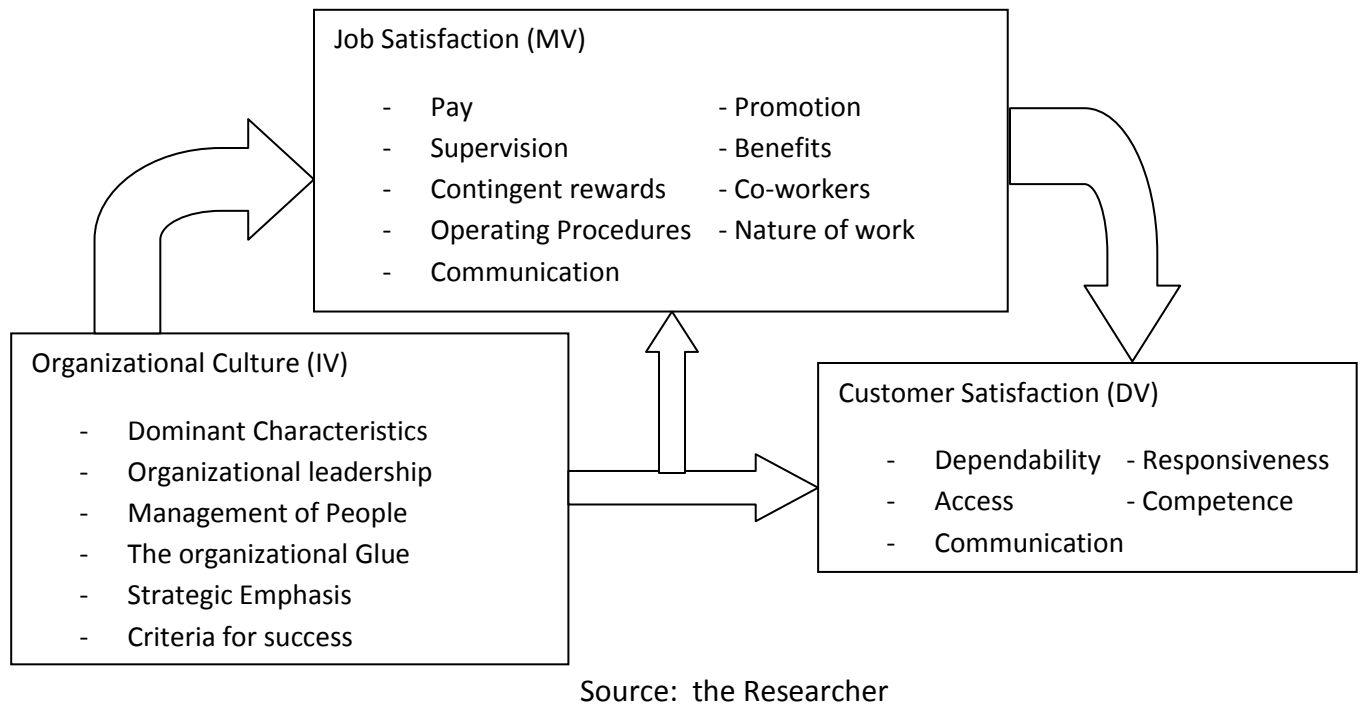 Job Satisfaction (MV)
- Pay - Promotion
- Supervision - Benefits
- Contingent rewards - Co-workers
- Operating Procedures - Nature of work
- Communication
Organizational Culture (IV)
- Dominant Characteristics
- Organizational leadership
- Management of People
- The organizational Glue
- Strategic Emphasis
- Criteria for success
Customer Satisfaction (DV)
- Dependability - Responsiveness
- Access - Competence
- Communication
Source: the Researcher